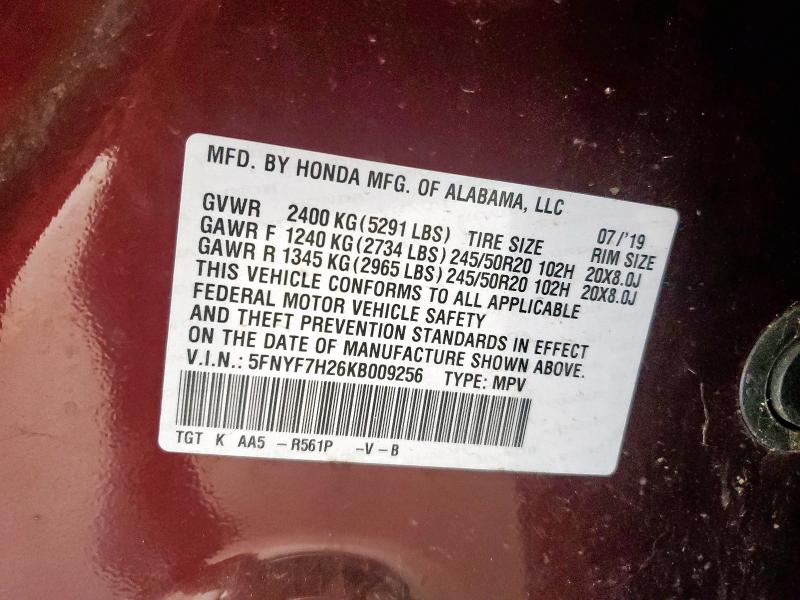 MFD. BY HONDA MFG. OF ALABAMA, LLC
07/'19
GVWR 2400 KG (5291 LBS) TIRE SIZE RIM SIZE
GAWR F 1240 KG (2734 LBS) 245/50R20 102H 20X8.0J
GAWR R 1345 KG (2965 LBS) 245/50R20 102H 20X8.0J
THIS VEHICLE CONFORMS TO ALL APPLICABLE
FEDERAL MOTOR VEHICLE SAFETY
AND THEFT PREVENTION STANDARDS IN EFFECT
ON THE DATE OF MANUFACTURE SHOWN ABOVE.
V.I.N.: 5FNYF7H26KB009256 TYPE: MPV
TGT K AA5 -R561P -V-B